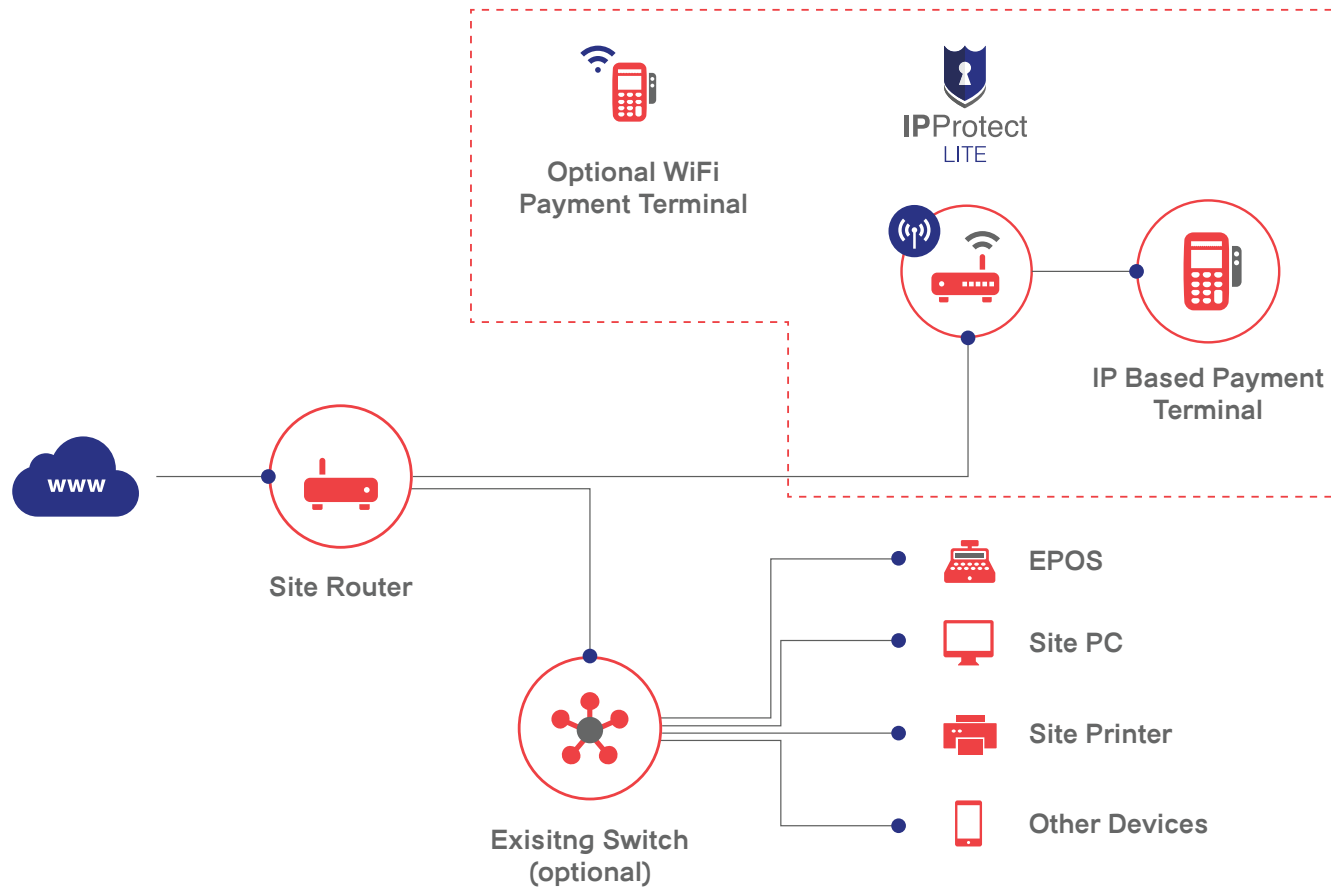 Optional WiFi
Payment Terminal
IPProtect
LITE
IP Based Payment
Terminal
www
Site Router
EPOS
Site PC
Site Printer
Other Devices
Exisitng Switch
(optional)